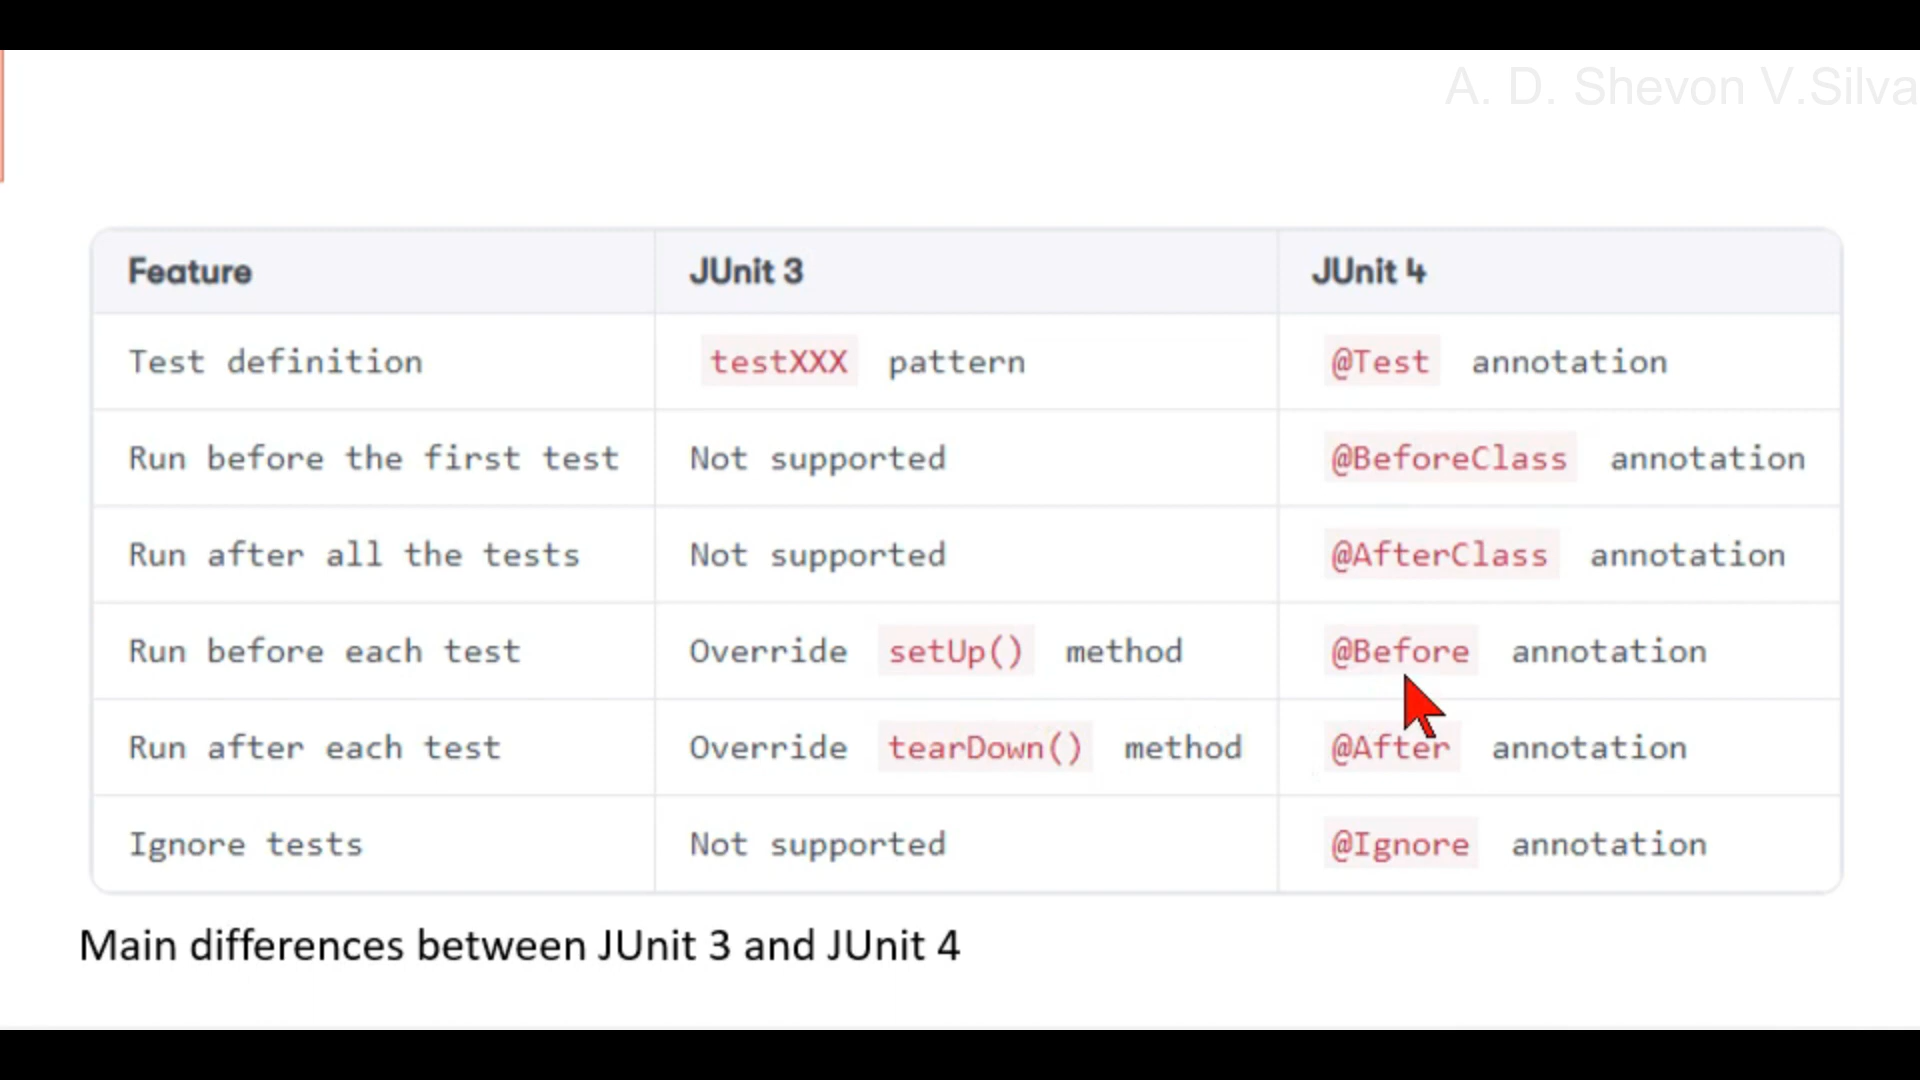 A. D. Shevon V.Silva
Feature JUnit 3 JUnit 4
Test definition testXXX pattern @Test annotation
Run before the first test Not supported @BeforeClass annotation
Run after all the tests Not supported @AfterClass annotation
Run before each test Override setUp() method @Before annotation
Run after each test Override tearDown() method @After annotation
Ignore tests Not supported @Ignore annotation
Main differences between JUnit 3 and JUnit 4